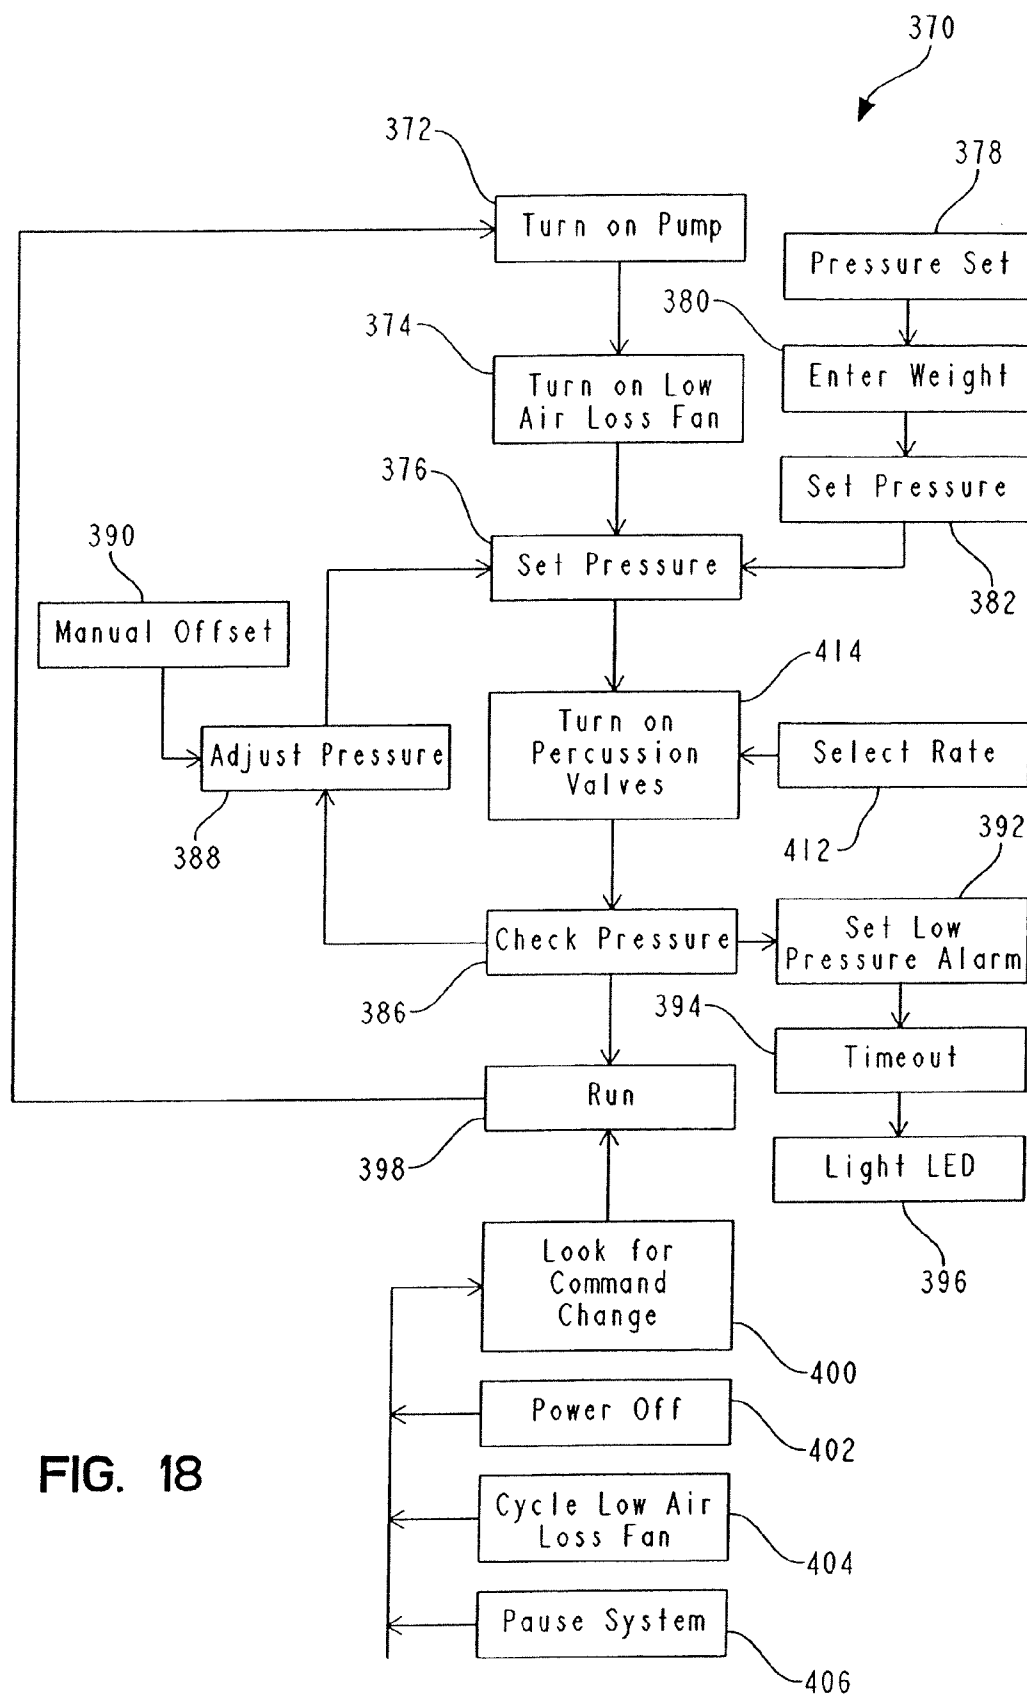 370
372
378
Turn on Pump
Pressure Set
374
380
Turn on Low
Air Loss Fan
Enter Weight
376
Set Pressure
390
Set Pressure
382
Manual Offset
414
Turn on
Percussion
Valves
Adjust Pressure
Select Rate
388
412
392
Check Pressure
Set Low
Pressure Alarm
386
394
Timeout
Run
398
Light LED
Look for
Command
Change
396
400
Power Off
402
FIG. 18
Cycle Low Air
Loss Fan
404
Pause System
406